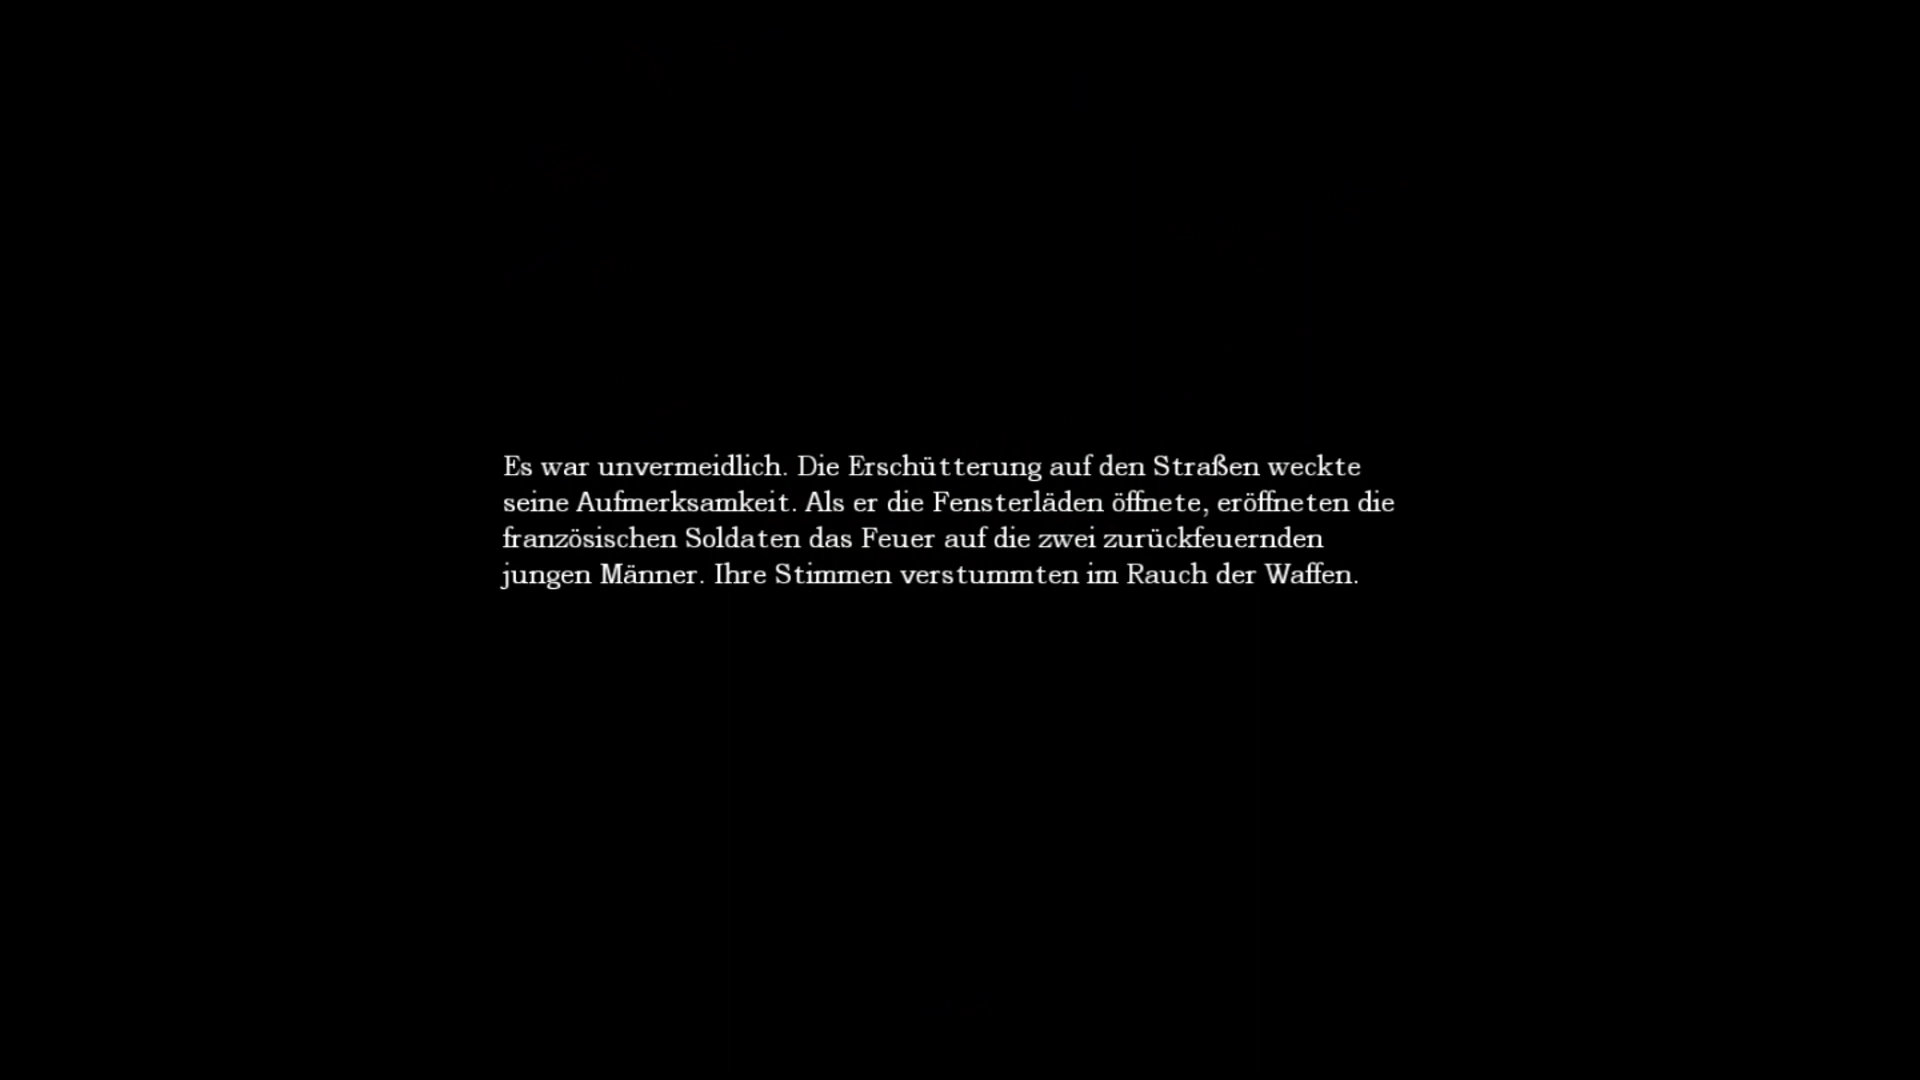 Es war unvermeidlich. Die Erschütterung auf den Straßen weckte
seine Aufmerksamkeit. Als er die Fensterläden öffnete, eröffneten die
französischen Soldaten das Feuer auf die zwei zurückfeuernden
jungen Männer. Ihre Stimmen verstummten im Rauch der Waffen.